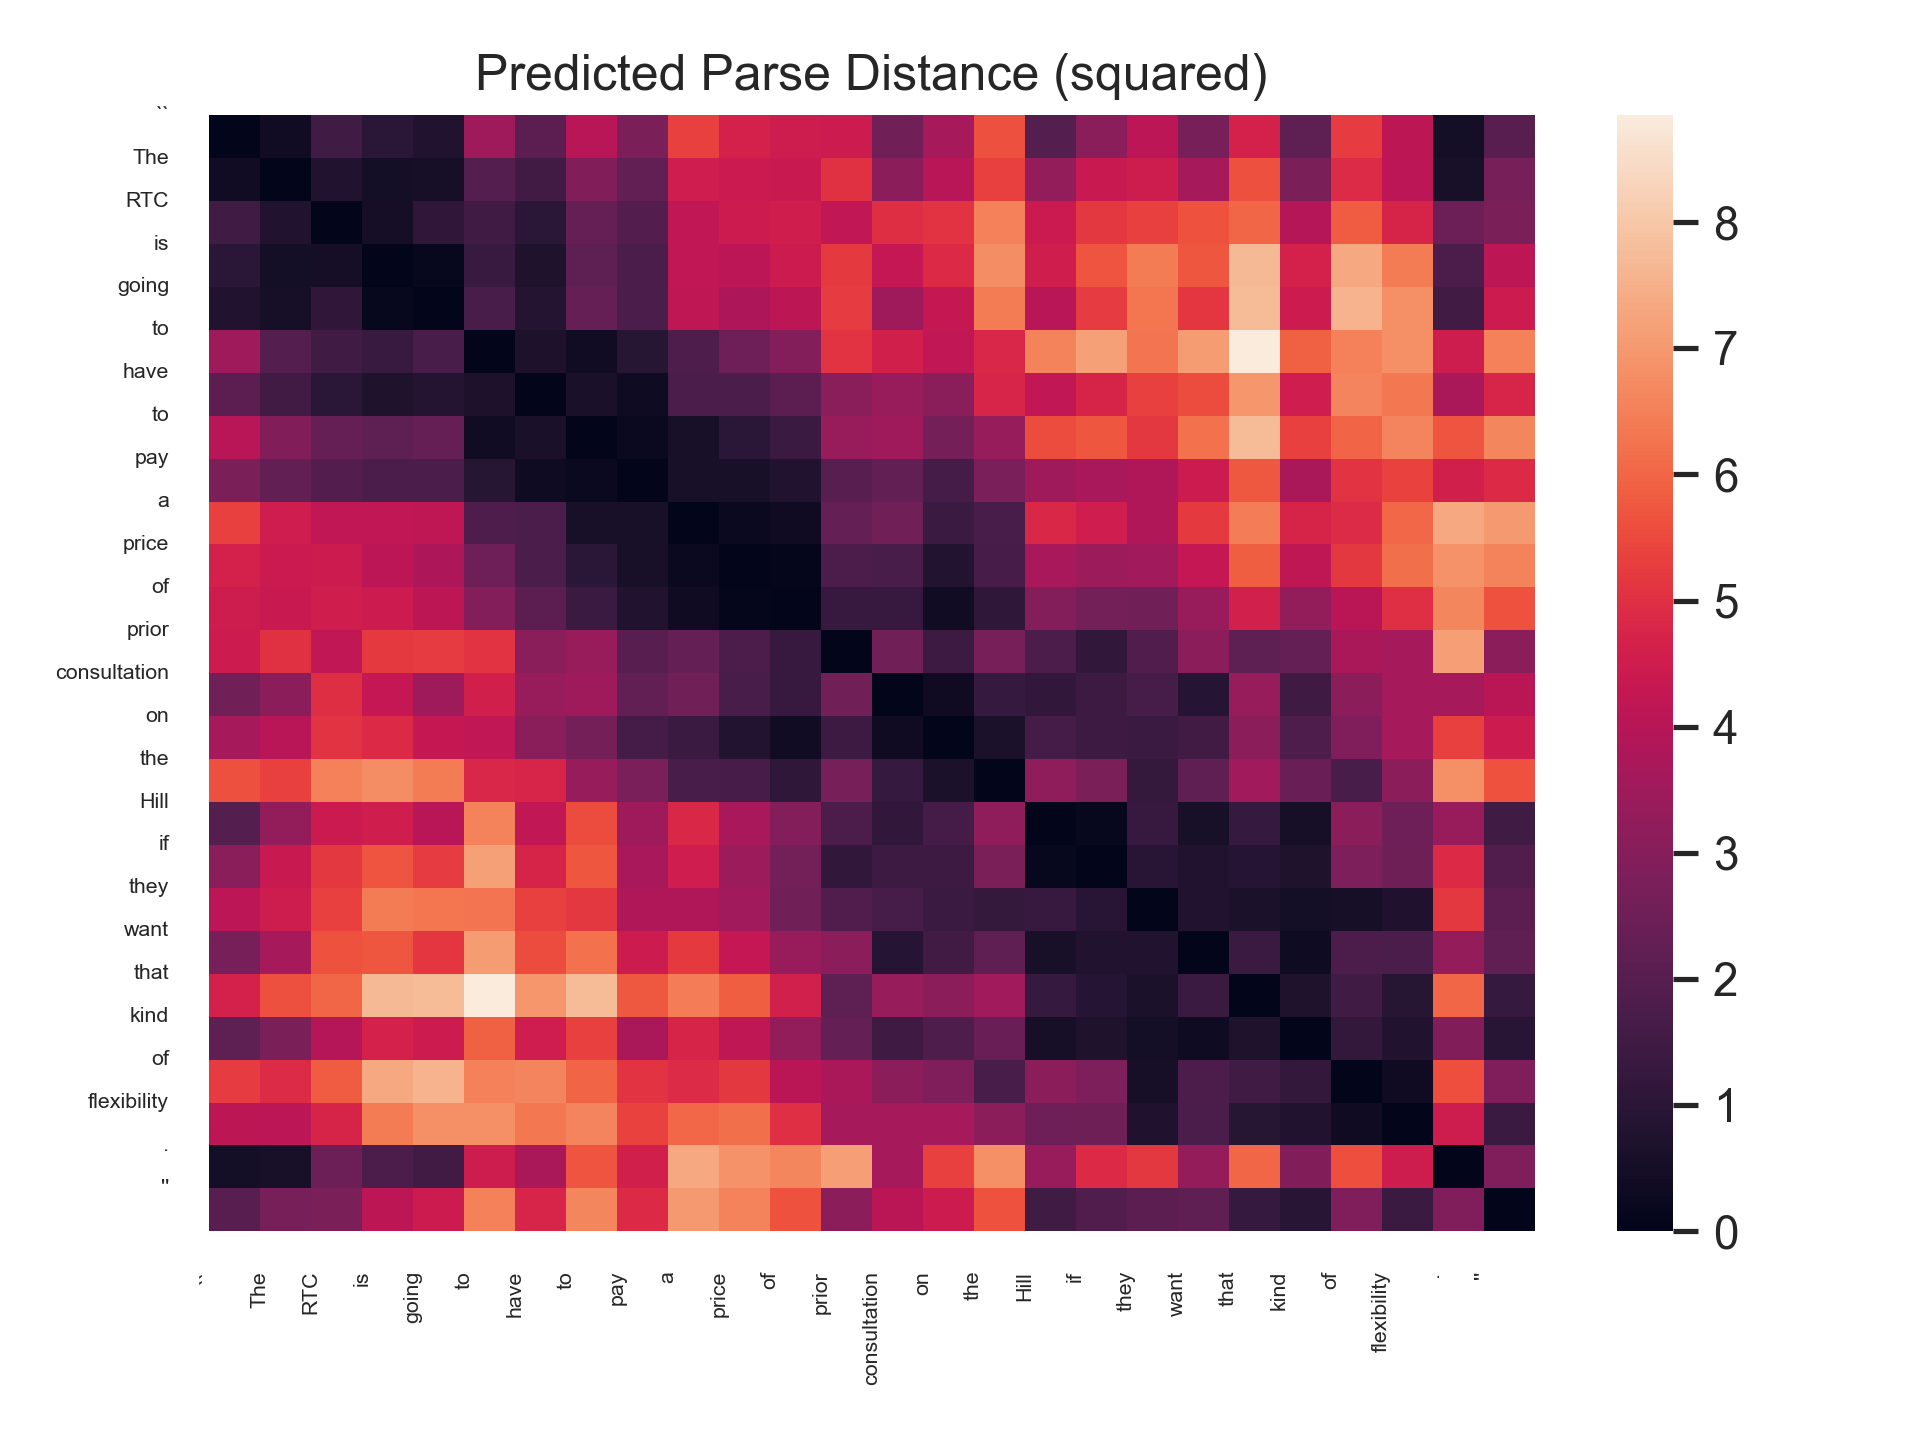 Predicted Parse Distance (squared)
``
The
RTC
is
going
to
have
to
pay
a
price
of
prior
consultation
on
the
Hill
if
they
want
that
kind
of
flexibility
.
''
8
7
6
5
4
3
2
1
0
`` The RTC is going to have to pay a price of prior consultation on the Hill if they want that kind of flexibility . ''